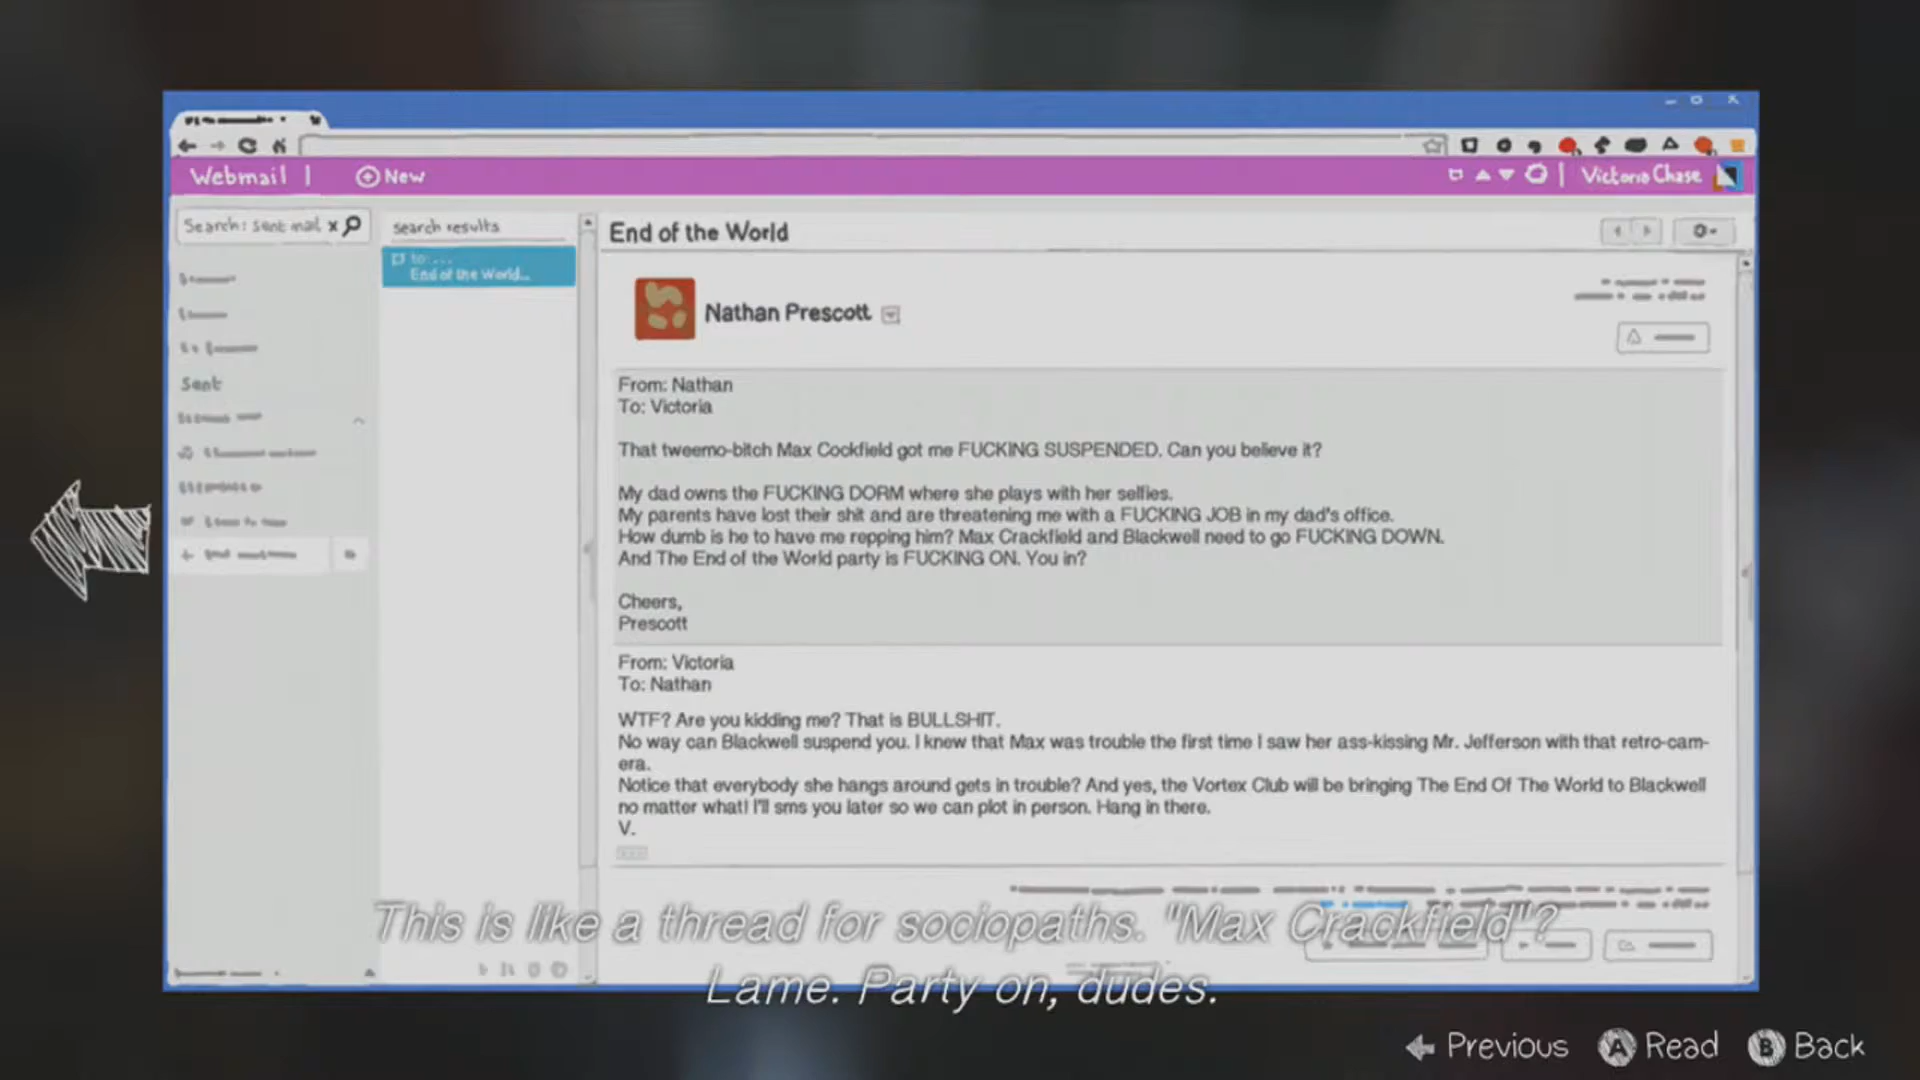 Webmail | New
Victoria Chase
Search: sent mail x
search results
to: ...
End of the World...
Sent
End of the World
Nathan Prescott
From: Nathan
To: Victoria
That tweemo-bitch Max Cockfield got me FUCKING SUSPENDED. Can you believe it?
My dad owns the FUCKING DORM where she plays with her selfies.
My parents have lost their shit and are threatening me with a FUCKING JOB in my dad's office.
How dumb is he to have me repping him? Max Crackfield and Blackwell need to go FUCKING DOWN.
And The End of the World party is FUCKING ON. You in?
Cheers,
Prescott
From: Victoria
To: Nathan
WTF? Are you kidding me? That is BULLSHIT.
No way can Blackwell suspend you. I knew that Max was trouble the first time I saw her ass-kissing Mr. Jefferson with that retro-cam-
era.
Notice that everybody she hangs around gets in trouble? And yes, the Vortex Club will be bringing The End Of The World to Blackwell
no matter what! I'll sms you later so we can plot in person. Hang in there.
V.
This is like a thread for sociopaths. "Max Crackfield"?
Lame. Party on, dudes.
Previous A Read B Back